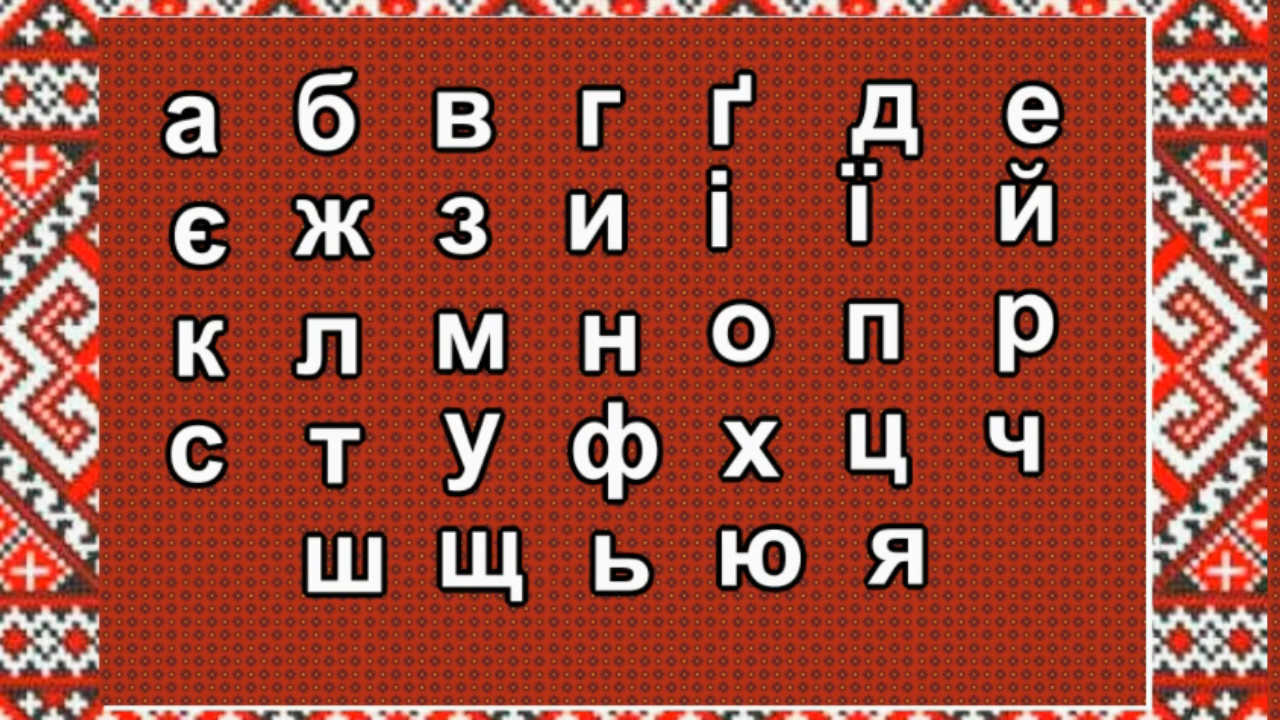 а б в г ґ д е
є ж з и і ї й
к л м н о п р
с т у ф х ц ч
ш щ ь ю я